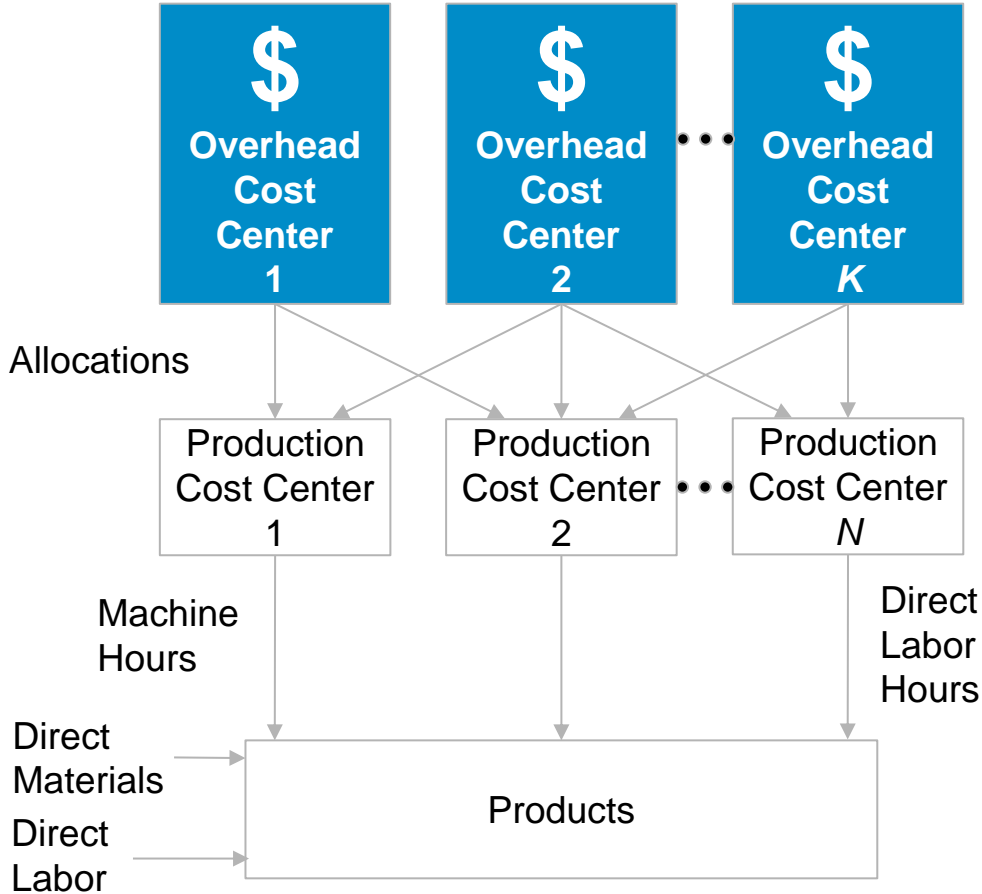 $
Overhead
Cost
Center
1
$
Overhead
Cost
Center
2
$
Overhead
Cost
Center
K
Allocations
Production
Cost Center
1
Production
Cost Center
2
Production
Cost Center
N
Machine
Hours
Direct
Labor
Hours
Direct
Materials
Products
Direct
Labor